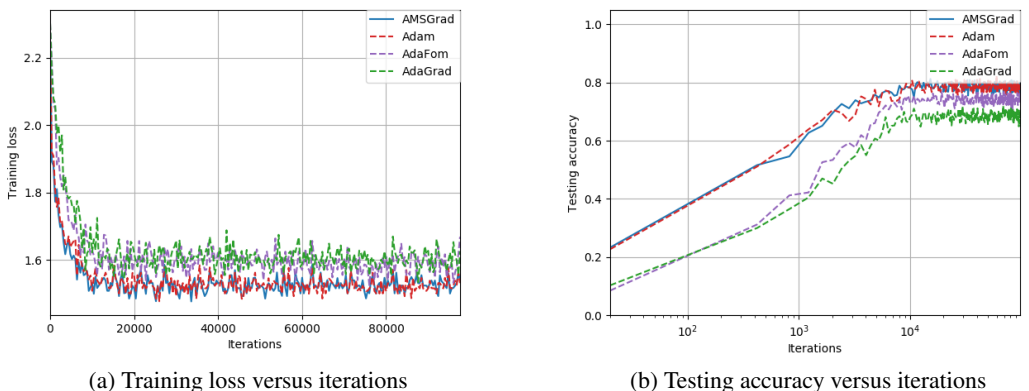 AMSGrad
Adam
AdaFom
AdaGrad
2.2
2.0
1.8
1.6
Training loss
0
20000
40000
60000
80000
Iterations
(a) Training loss versus iterations
AMSGrad
Adam
AdaFom
AdaGrad
1.0
0.8
0.6
0.4
0.2
0.0
Testing accuracy
10²
10³
10⁴
Iterations
(b) Testing accuracy versus iterations